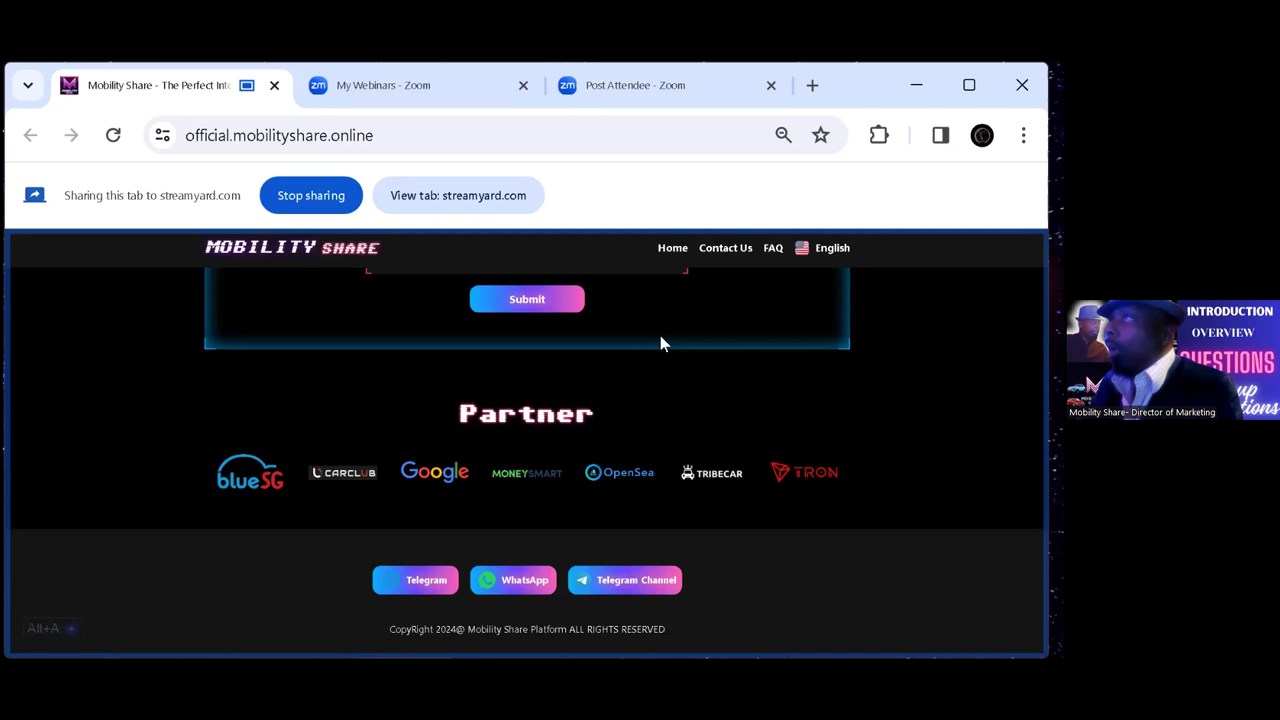 Mobility Share - The Perfect Inte
My Webinars - Zoom
Post Attendee - Zoom
official.mobilityshare.online
Sharing this tab to streamyard.com
Stop sharing
View tab: streamyard.com
MOBILITY SHARE
Home
Contact Us
FAQ
English
Submit
Partner
blueSG
CARCLUB
Google
MONEYSMART
OpenSea
TRIBECAR
TRON
Telegram
WhatsApp
Telegram Channel
CopyRight 2024@ Mobility Share Platform ALL RIGHTS RESERVED
Alt+A
INTRODUCTION
OVERVIEW
Mobility Share- Director of Marketing